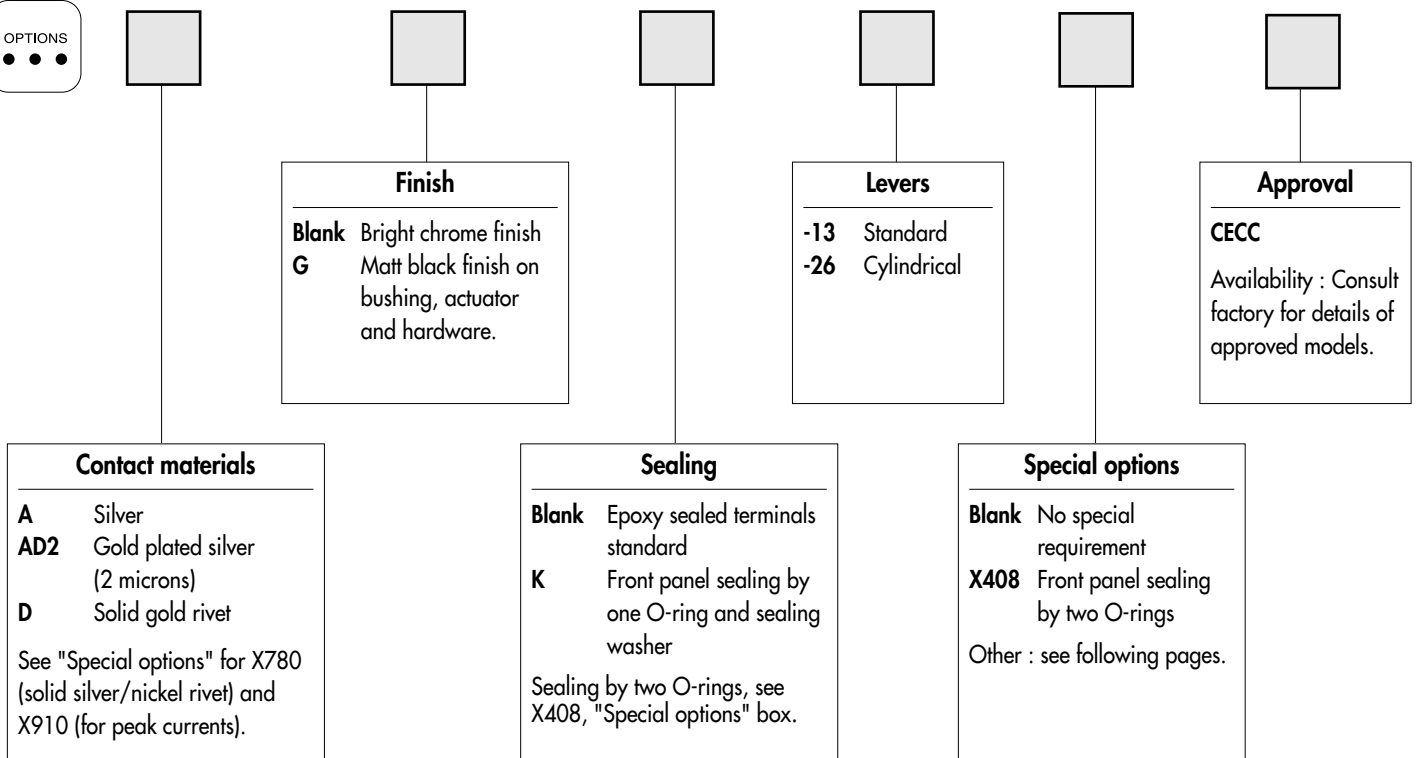 OPTIONS
Finish
Blank Bright chrome finish
G Matt black finish on
bushing, actuator
and hardware.
Levers
-13 Standard
-26 Cylindrical
Approval
CECC
Availability : Consult
factory for details of
approved models.
Contact materials
A Silver
AD2 Gold plated silver
(2 microns)
D Solid gold rivet
See "Special options" for X780
(solid silver/nickel rivet) and
X910 (for peak currents).
Sealing
Blank Epoxy sealed terminals
standard
K Front panel sealing by
one O-ring and sealing
washer
Sealing by two O-rings, see
X408, "Special options" box.
Special options
Blank No special
requirement
X408 Front panel sealing
by two O-rings
Other : see following pages.